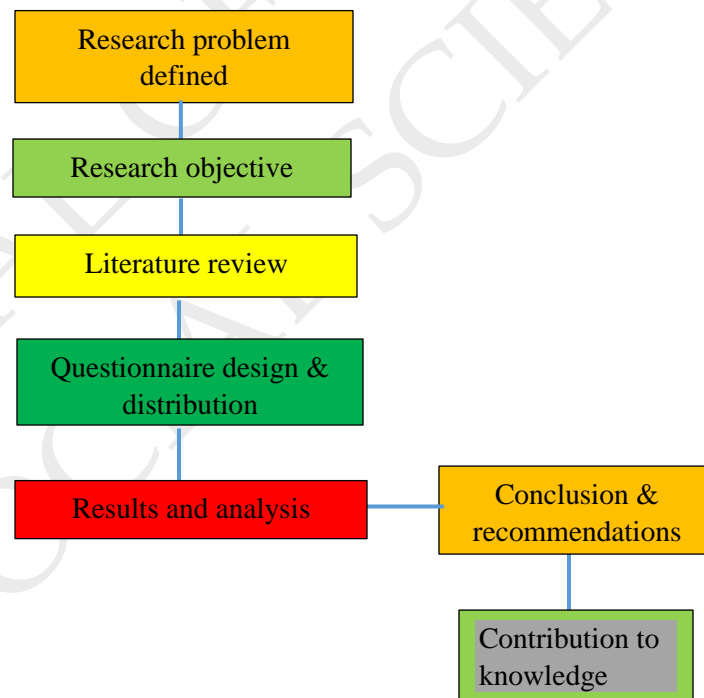 Research problem
defined
Research objective
Literature review
Questionnaire design &
distribution
Results and analysis
Conclusion &
recommendations
Contribution to
knowledge